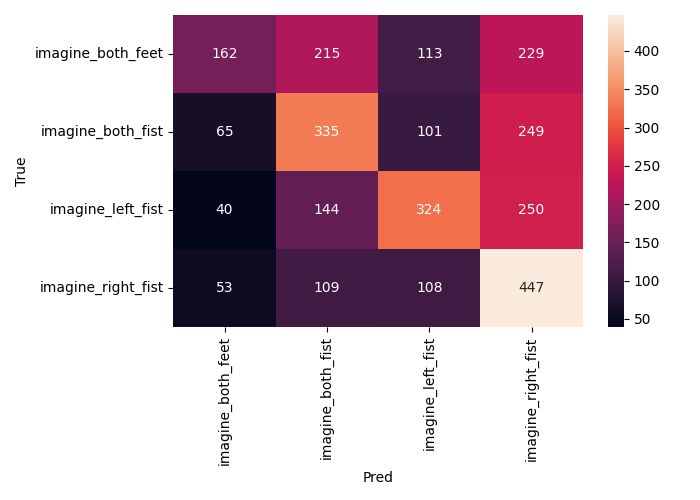 imagine_both_feet 162 215 113 229
imagine_both_fist 65 335 101 249
imagine_left_fist 40 144 324 250
imagine_right_fist 53 109 108 447
True
imagine_both_feet
imagine_both_fist
imagine_left_fist
imagine_right_fist
Pred
400
350
300
250
200
150
100
50